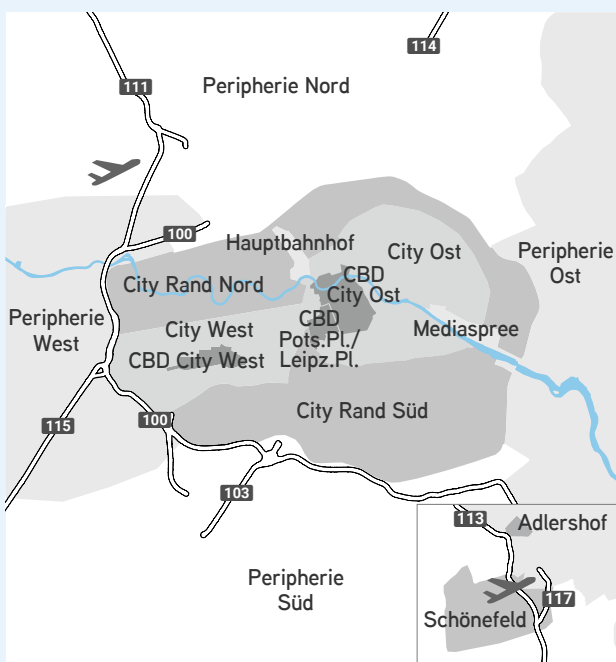 114
111
Peripherie Nord
100
Hauptbahnhof
City Ost
Peripherie
Ost
City Rand Nord
CBD
City Ost
Peripherie
West
City West
CBD
Pots.Pl./
Leipz.Pl.
Mediaspree
CBD City West
City Rand Süd
115
100
103
113
Adlershof
Peripherie
Süd
117
Schönefeld